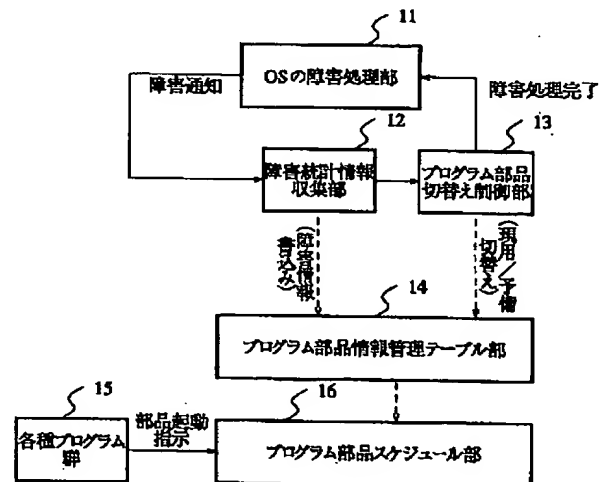 11
OSの障害処理部
障害通知
障害処理完了
12
13
障害統計情報
収集部
プログラム部品
切替え制御部
(障害情報
書込み)
(現用/予備
切替え)
14
プログラム部品情報管理テーブル部
15
各種プログラム
群
部品起動
指示
16
プログラム部品スケジュール部